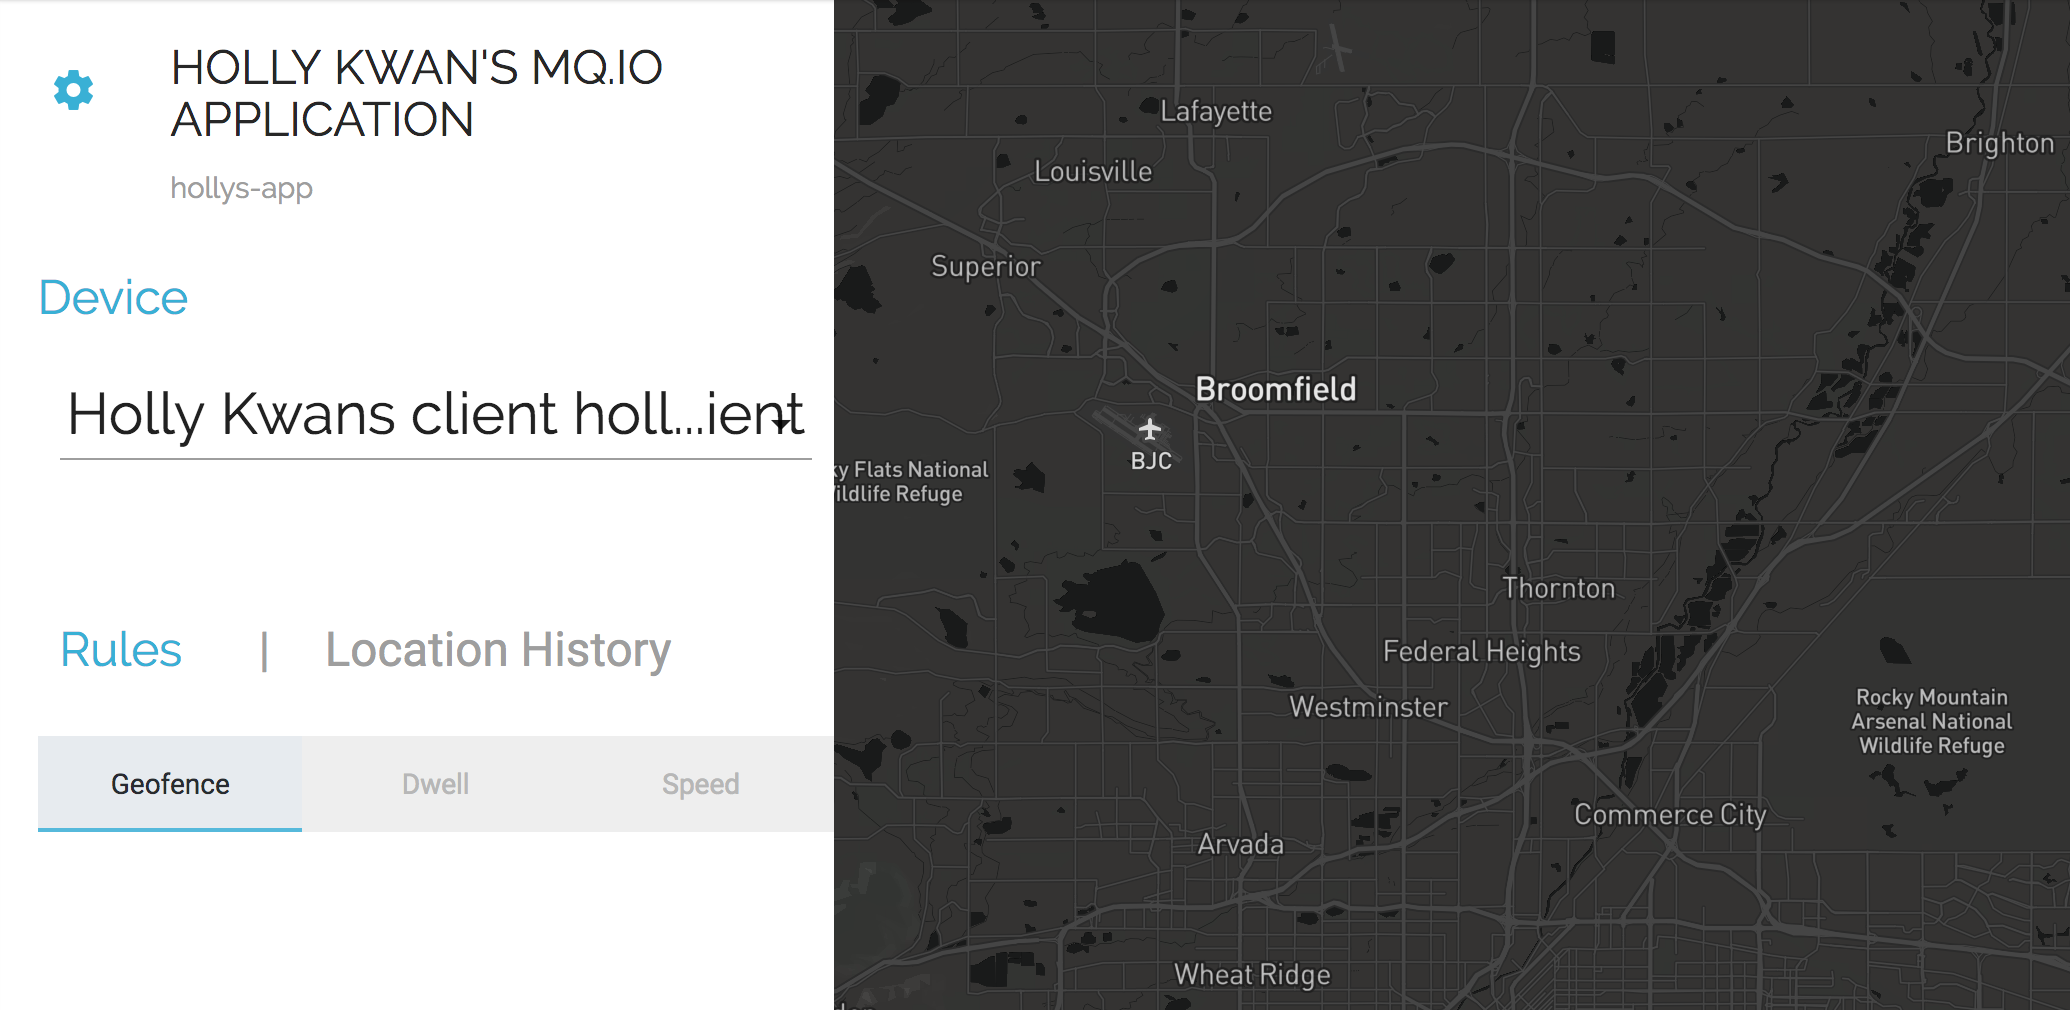 HOLLY KWAN'S MQ.IO
APPLICATION
hollys-app
Device
Holly Kwans client holl...ient
Rules | Location History
Geofence Dwell Speed
Lafayette
Brighton
Louisville
Superior
Broomfield
BJC
ky Flats National
ildlife Refuge
Thornton
Federal Heights
Westminster
Rocky Mountain
Arsenal National
Wildlife Refuge
Commerce City
Arvada
Wheat Ridge